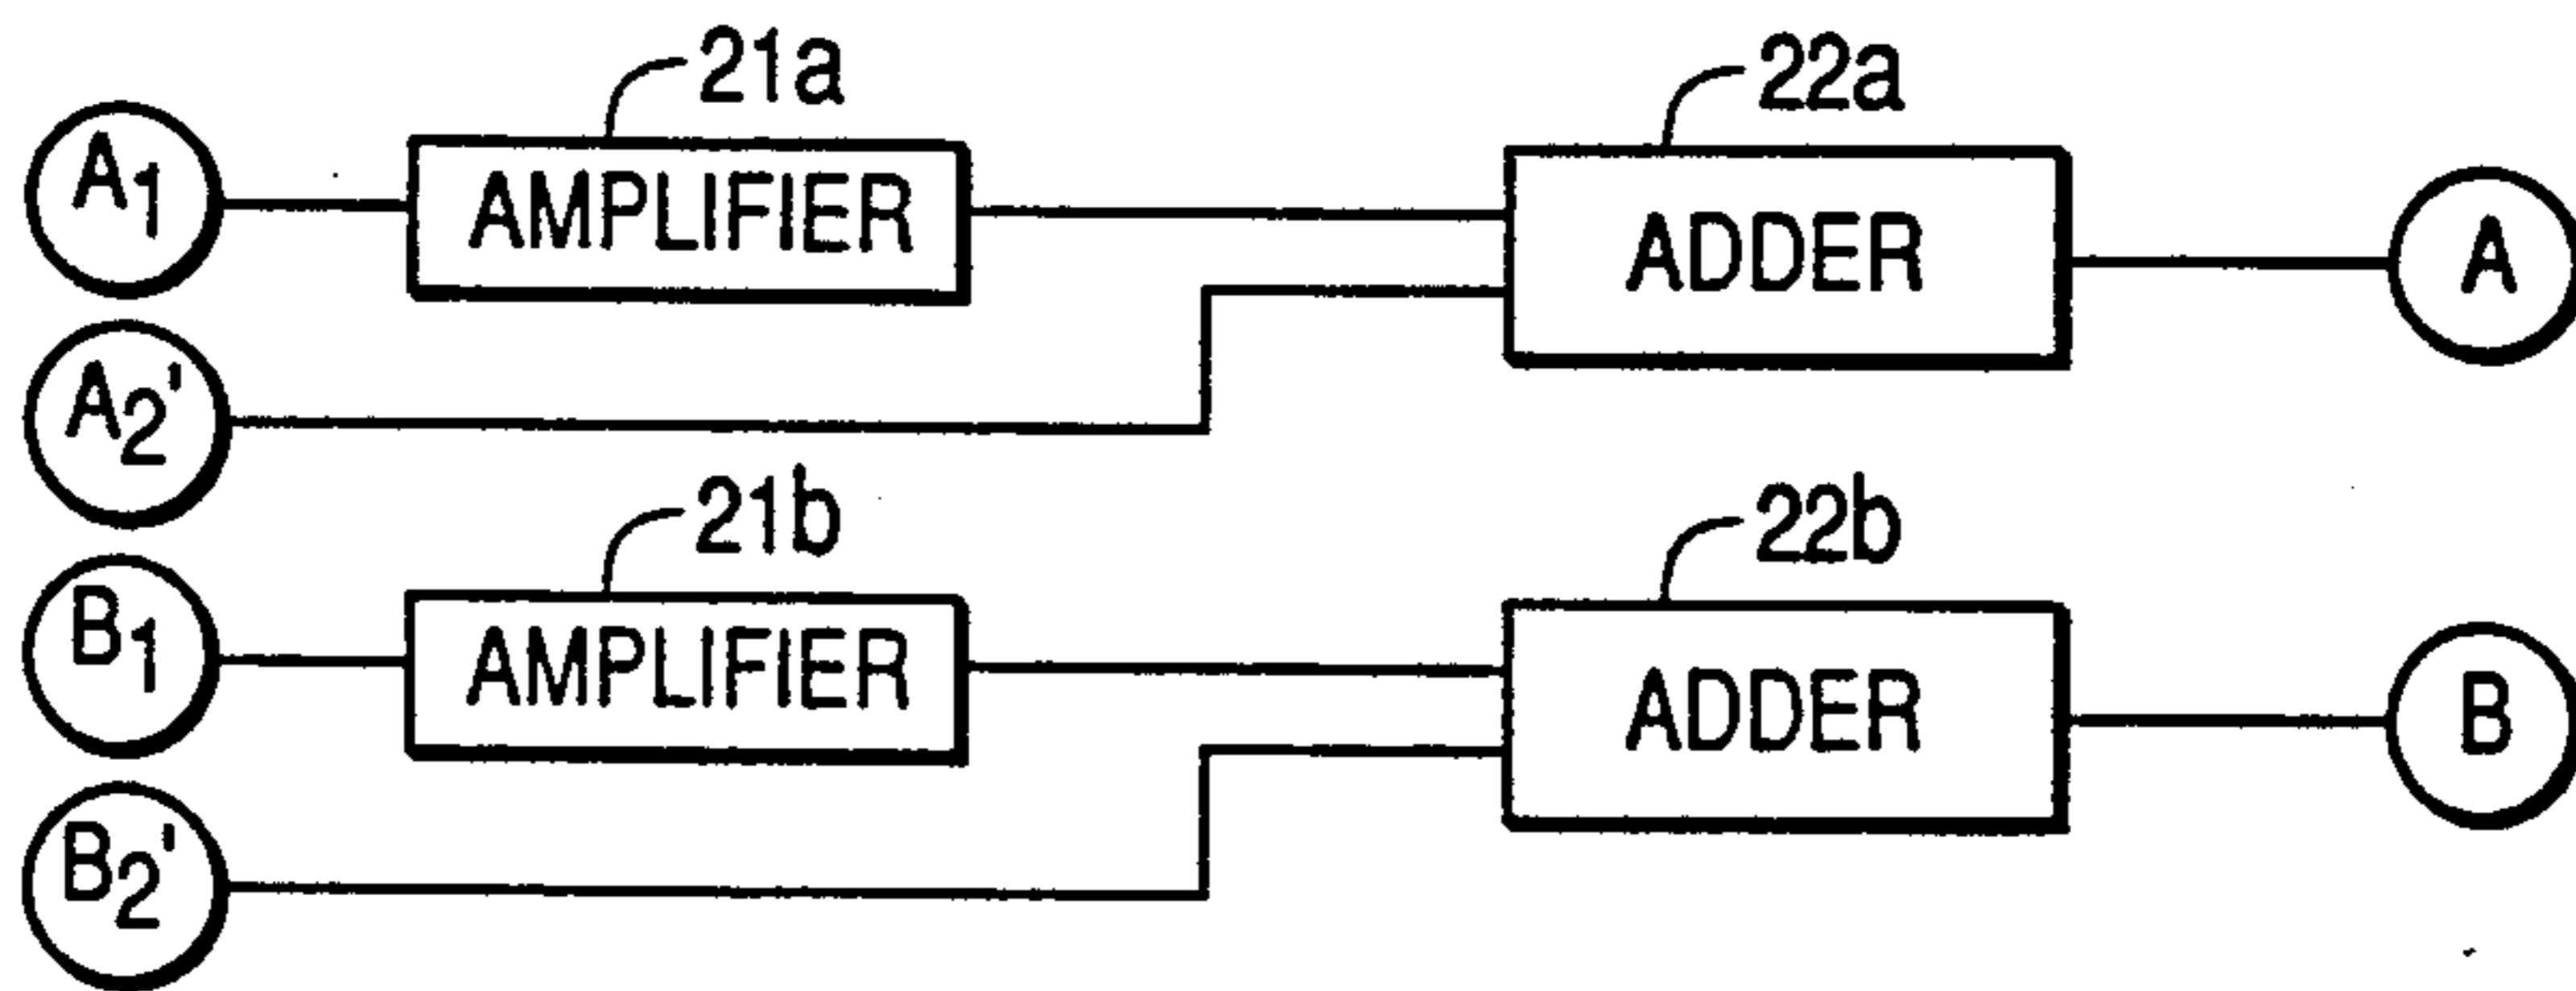 21a
22a
A1
AMPLIFIER
ADDER
A
A2'
21b
22b
B1
AMPLIFIER
ADDER
B
B2'